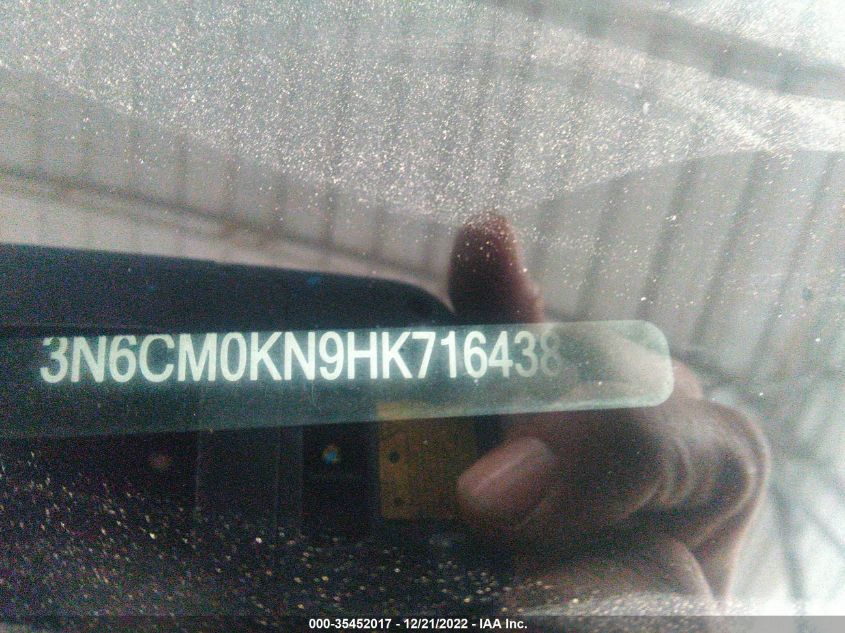 3N6CM0KN9HK716438
000-35452017 - 12/21/2022 - IAA Inc.